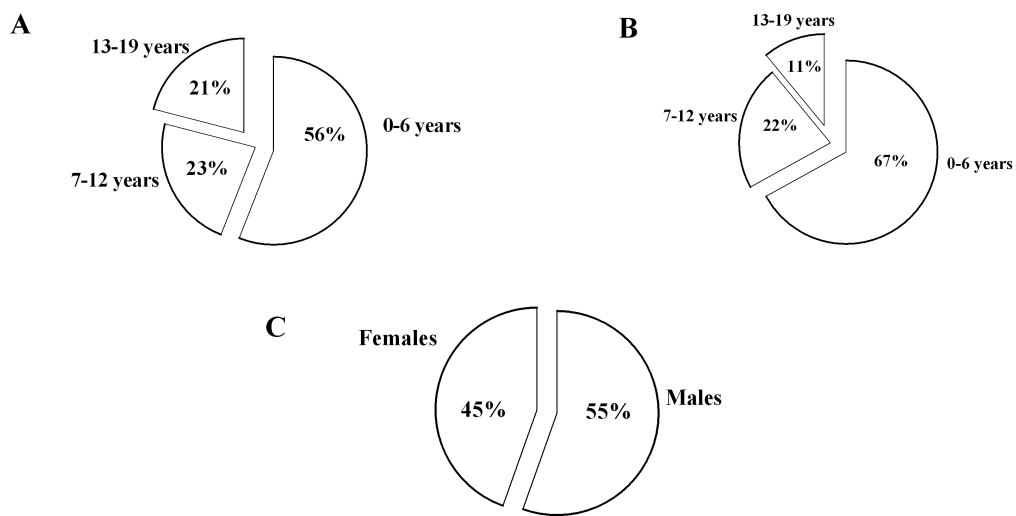 A
13-19 years
21%
56%
0-6 years
23%
7-12 years
B
13-19 years
11%
7-12 years
22%
67%
0-6 years
C
Females
45%
55%
Males